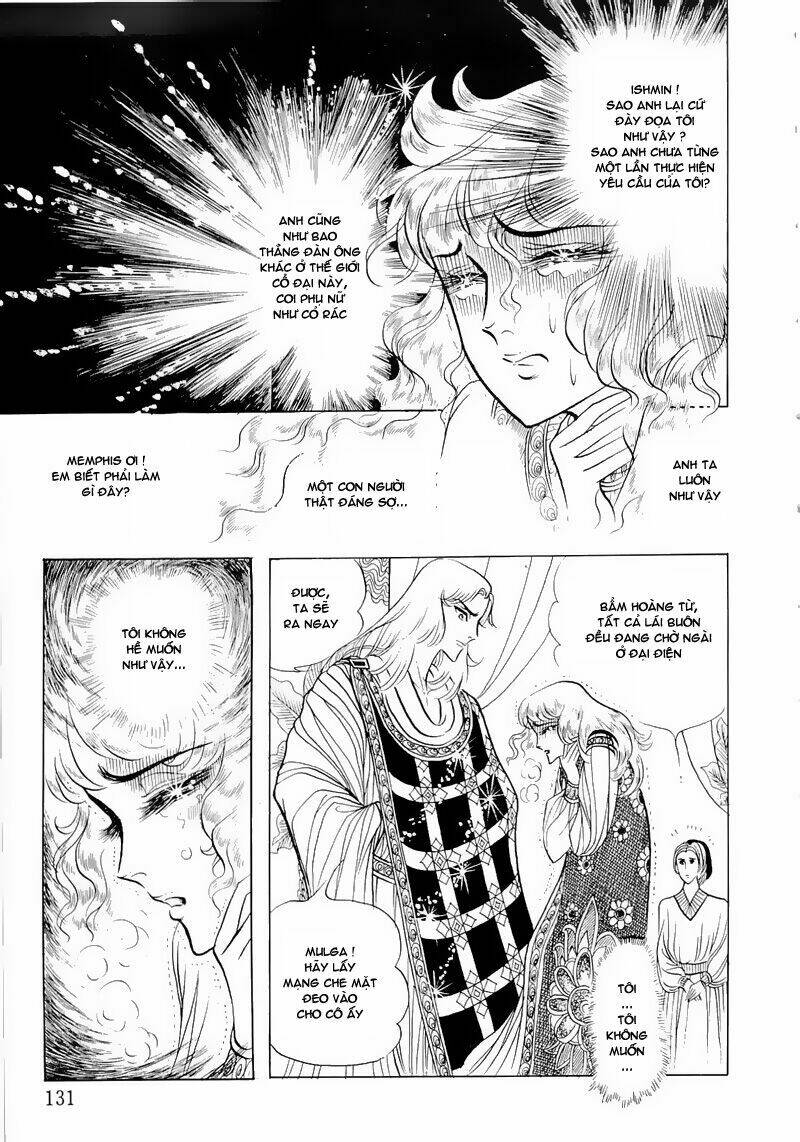 ISHMIN !
SAO ANH LẠI CỨ
ĐÀY ĐỌA TÔI
NHƯ VẬY ?
SAO ANH CHƯA TỪNG
MỘT LẦN THỰC HIỆN
YÊU CẦU CỦA TÔI?
ANH CŨNG
NHƯ BAO
THẰNG ĐÀN ÔNG
KHÁC Ở THẾ GIỚI
CỔ ĐẠI NÀY,
COI PHỤ NỮ
NHƯ CỎ RÁC
ANH TA
LUÔN
NHƯ VẬY
MỘT CON NGƯỜI
THẬT ĐÁNG SỢ...
MEMPHIS ƠI !
EM BIẾT PHẢI LÀM
GÌ ĐÂY?
TÔI KHÔNG
HỀ MUỐN
NHƯ VẬY...
BẨM HOÀNG TỬ,
TẤT CẢ LÁI BUÔN
ĐỀU ĐANG CHỜ NGÀI
Ở ĐẠI ĐIỆN
ĐƯỢC,
TA SẼ
RA NGAY
MULGA !
HÃY LẤY
MẠNG CHE MẶT
ĐEO VÀO
CHO CÔ ẤY
TÔI
...
TÔI
KHÔNG
MUỐN
...
131